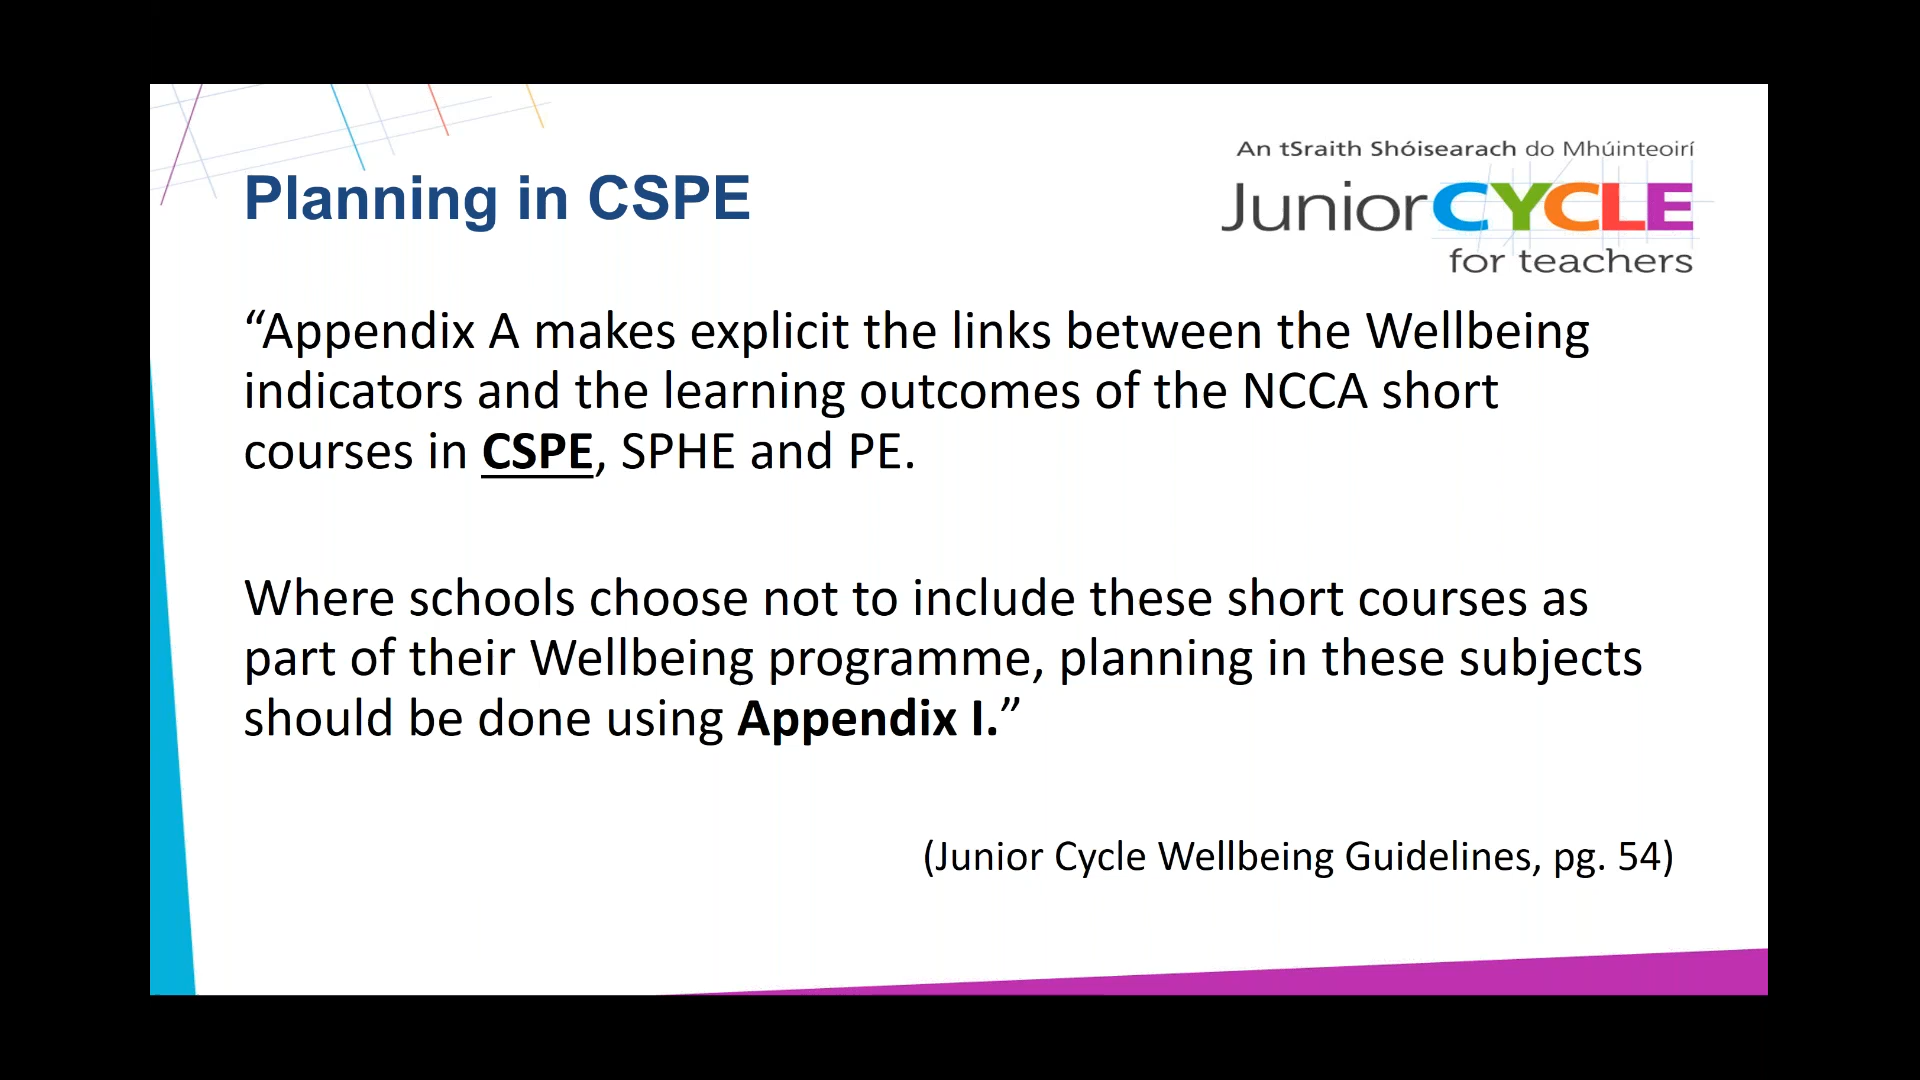 An tSraith Shóisearach do Mhúinteoirí
JuniorCYCLE
for teachers
Planning in CSPE
“Appendix A makes explicit the links between the Wellbeing
indicators and the learning outcomes of the NCCA short
courses in CSPE, SPHE and PE.
Where schools choose not to include these short courses as
part of their Wellbeing programme, planning in these subjects
should be done using Appendix I.”
(Junior Cycle Wellbeing Guidelines, pg. 54)